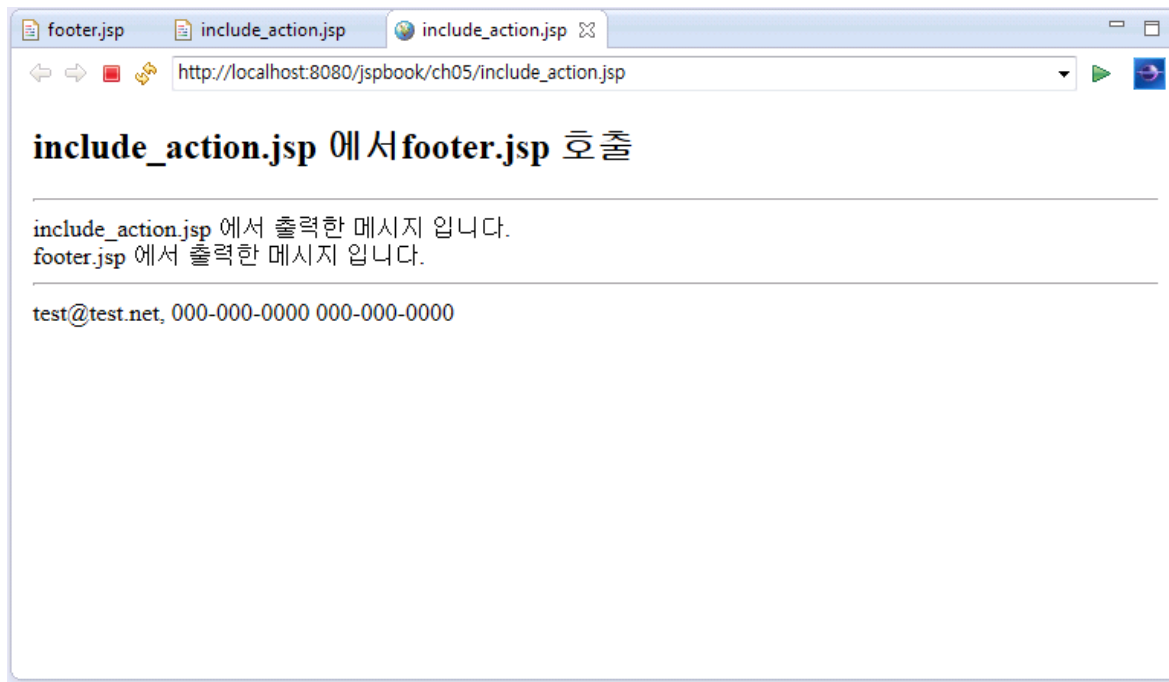 footer.jsp include_action.jsp include_action.jsp
http://localhost:8080/jspbook/ch05/include_action.jsp
include_action.jsp 에서footer.jsp 호출
include_action.jsp 에서 출력한 메시지 입니다.
footer.jsp 에서 출력한 메시지 입니다.
test@test.net, 000-000-0000 000-000-0000